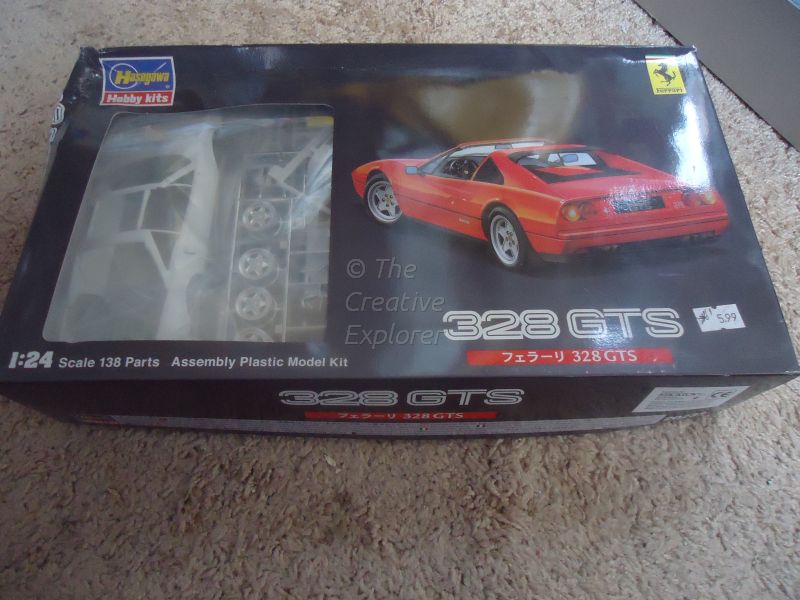 Hasegawa
Hobby kits
Ferrari
© The
Creative
Explorer
328 GTS
5.99
フェラーリ 328 GTS
1:24 Scale 138 Parts Assembly Plastic Model Kit
328 GTS
フェラーリ 328 GTS
CE